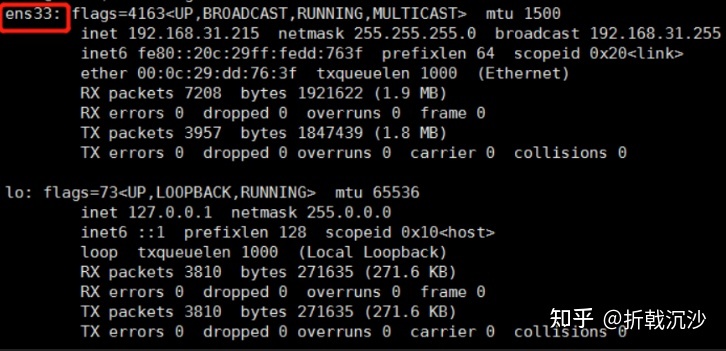 ens33: flags=4163<UP,BROADCAST,RUNNING,MULTICAST>  mtu 1500
inet 192.168.31.215  netmask 255.255.255.0  broadcast 192.168.31.255
inet6 fe80::20c:29ff:fedd:763f  prefixlen 64  scopeid 0x20<link>
ether 00:0c:29:dd:76:3f  txqueuelen 1000  (Ethernet)
RX packets 7208  bytes 1921622 (1.9 MB)
RX errors 0  dropped 0  overruns 0  frame 0
TX packets 3957  bytes 1847439 (1.8 MB)
TX errors 0  dropped 0 overruns 0  carrier 0  collisions 0
lo: flags=73<UP,LOOPBACK,RUNNING>  mtu 65536
inet 127.0.0.1  netmask 255.0.0.0
inet6 ::1  prefixlen 128  scopeid 0x10<host>
loop  txqueuelen 1000  (Local Loopback)
RX packets 3810  bytes 271635 (271.6 KB)
RX errors 0  dropped 0  overruns 0  frame 0
TX packets 3810  bytes 271635 (271.6 KB)
TX errors 0  dropped 0 overruns 0  carrier 0  collisions 0
知乎 @折戟沉沙